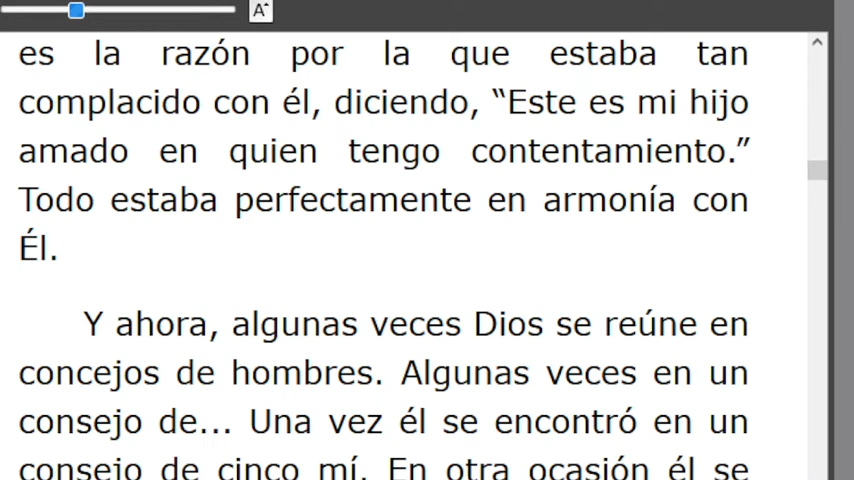 A
es la razón por la que estaba tan
complacido con él, diciendo, “Este es mi hijo
amado en quien tengo contentamiento.”
Todo estaba perfectamente en armonía con
Él.
Y ahora, algunas veces Dios se reúne en
concejos de hombres. Algunas veces en un
consejo de... Una vez él se encontró en un
consejo de cinco mí. En otra ocasión él se